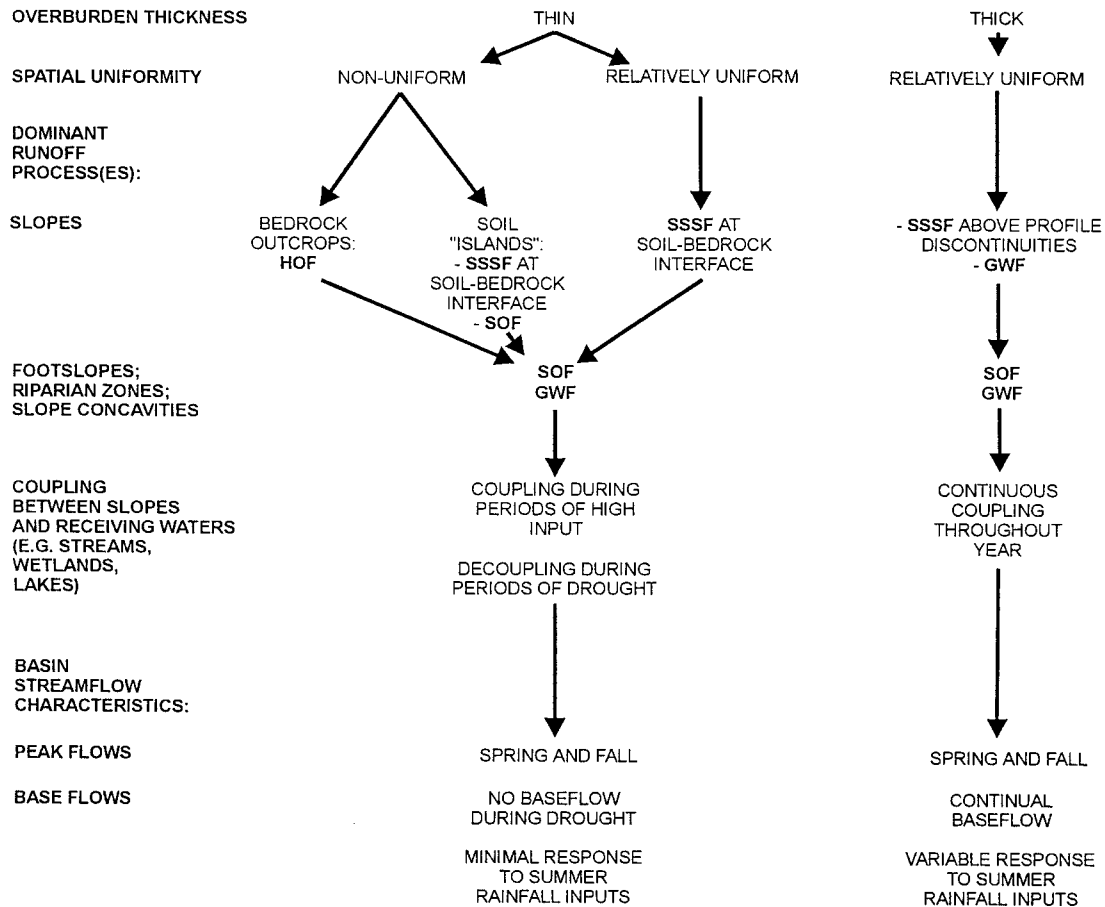 OVERBURDEN THICKNESS
THIN
THICK
SPATIAL UNIFORMITY
NON-UNIFORM
RELATIVELY UNIFORM
RELATIVELY UNIFORM
DOMINANT
RUNOFF
PROCESS(ES):
SLOPES
BEDROCK
OUTCROPS:
HOF
SOIL
"ISLANDS":
- SSSF AT
SOIL-BEDROCK
INTERFACE
- SOF
SSSF AT
SOIL-BEDROCK
INTERFACE
- SSSF ABOVE PROFILE
DISCONTINUITIES
- GWF
FOOTSLOPES;
RIPARIAN ZONES;
SLOPE CONCAVITIES
SOF
GWF
SOF
GWF
COUPLING
BETWEEN SLOPES
AND RECEIVING WATERS
(E.G. STREAMS,
WETLANDS,
LAKES)
COUPLING DURING
PERIODS OF HIGH
INPUT
DECOUPLING DURING
PERIODS OF DROUGHT
CONTINUOUS
COUPLING
THROUGHOUT
YEAR
BASIN
STREAMFLOW
CHARACTERISTICS:
PEAK FLOWS
SPRING AND FALL
SPRING AND FALL
BASE FLOWS
NO BASEFLOW
DURING DROUGHT
CONTINUAL
BASEFLOW
MINIMAL RESPONSE
TO SUMMER
RAINFALL INPUTS
VARIABLE RESPONSE
TO SUMMER
RAINFALL INPUTS